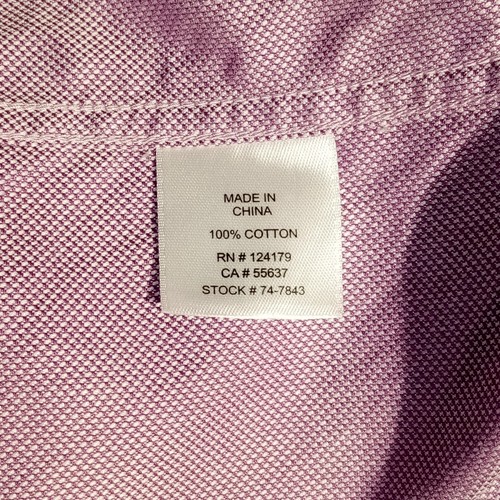 MADE IN
CHINA
100% COTTON
RN # 124179
CA # 55637
STOCK # 74-7843